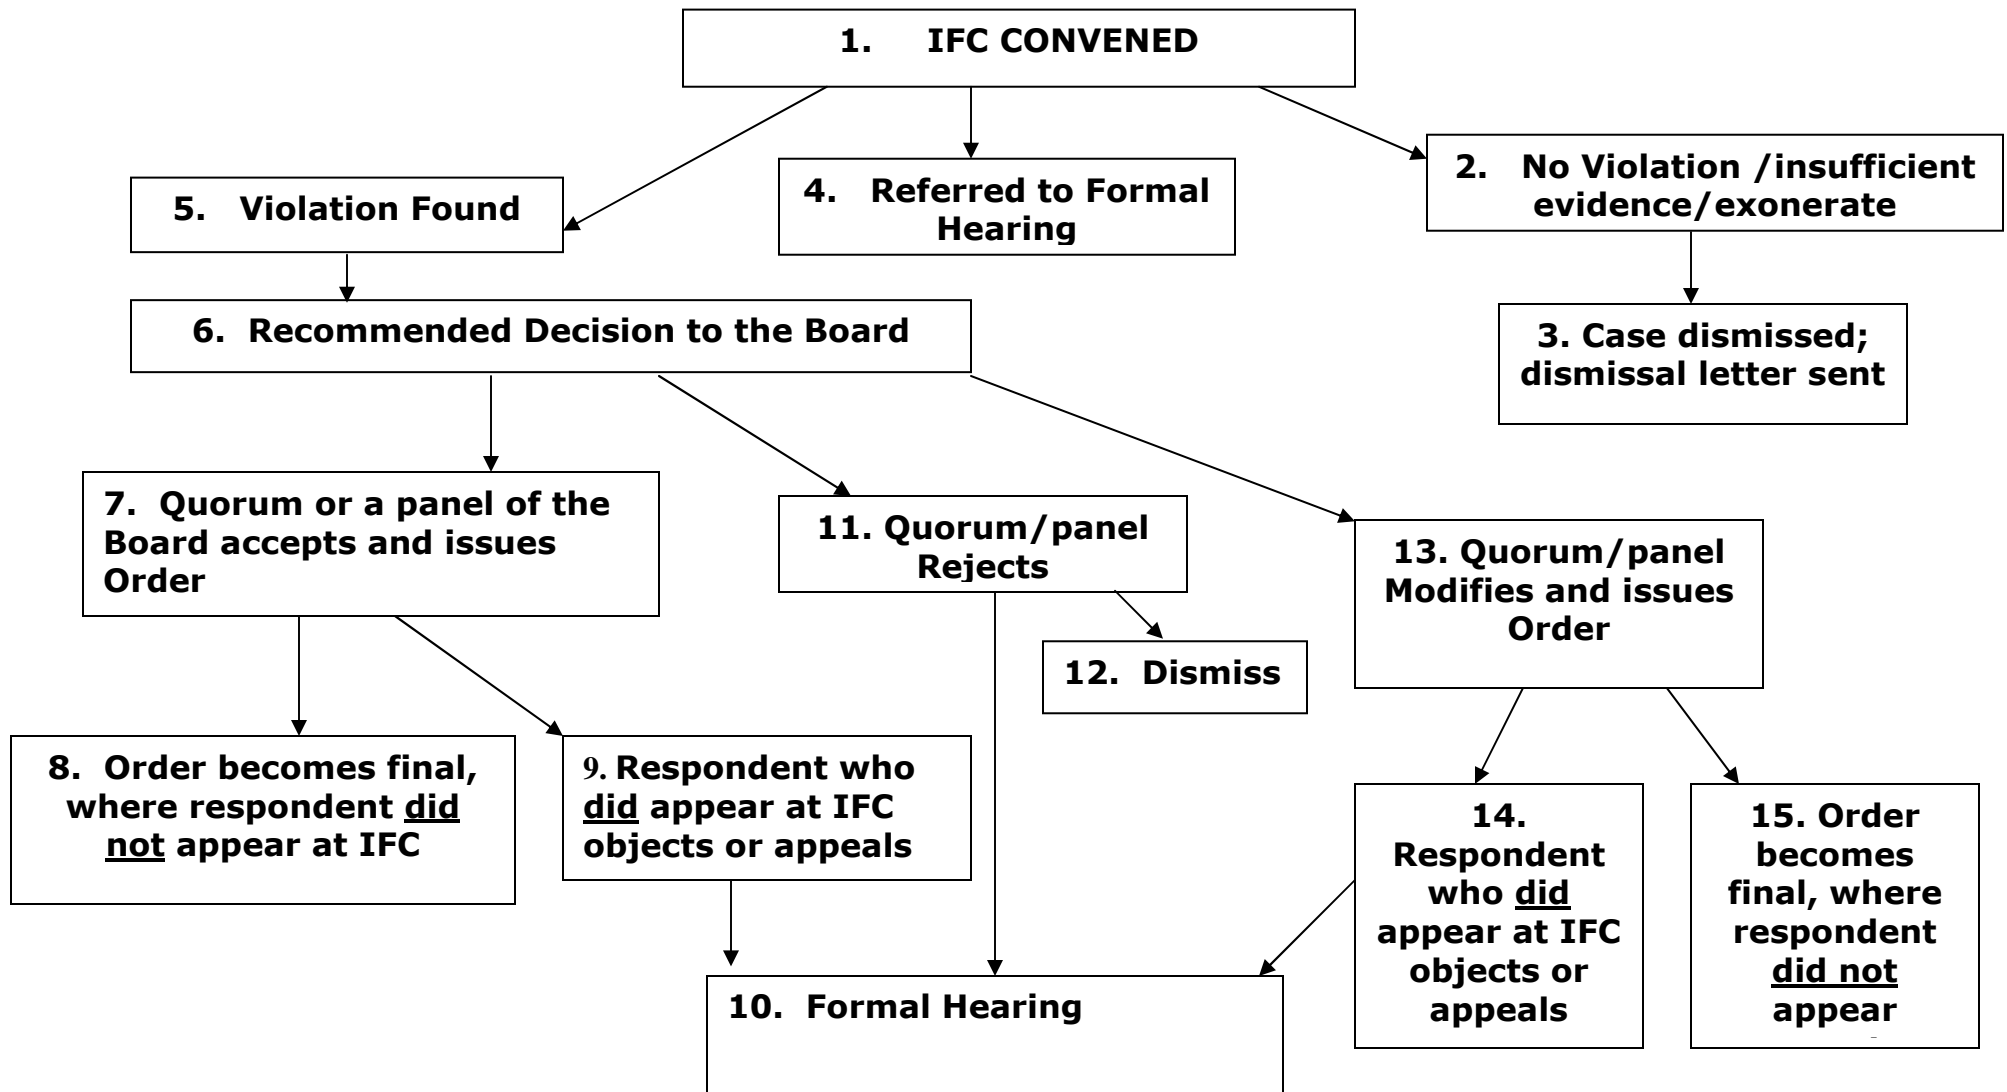 1. IFC CONVENED
2. No Violation /insufficient
evidence/exonerate
4. Referred to Formal
Hearing
5. Violation Found
3. Case dismissed;
dismissal letter sent
6. Recommended Decision to the Board
7. Quorum or a panel of the
Board accepts and issues
Order
11. Quorum/panel
Rejects
13. Quorum/panel
Modifies and issues
Order
12. Dismiss
8. Order becomes final,
where respondent did
not appear at IFC
9. Respondent who
did appear at IFC
objects or appeals
14.
Respondent
who did
appear at IFC
objects or
appeals
15. Order
becomes
final, where
respondent
did not
appear
10. Formal Hearing